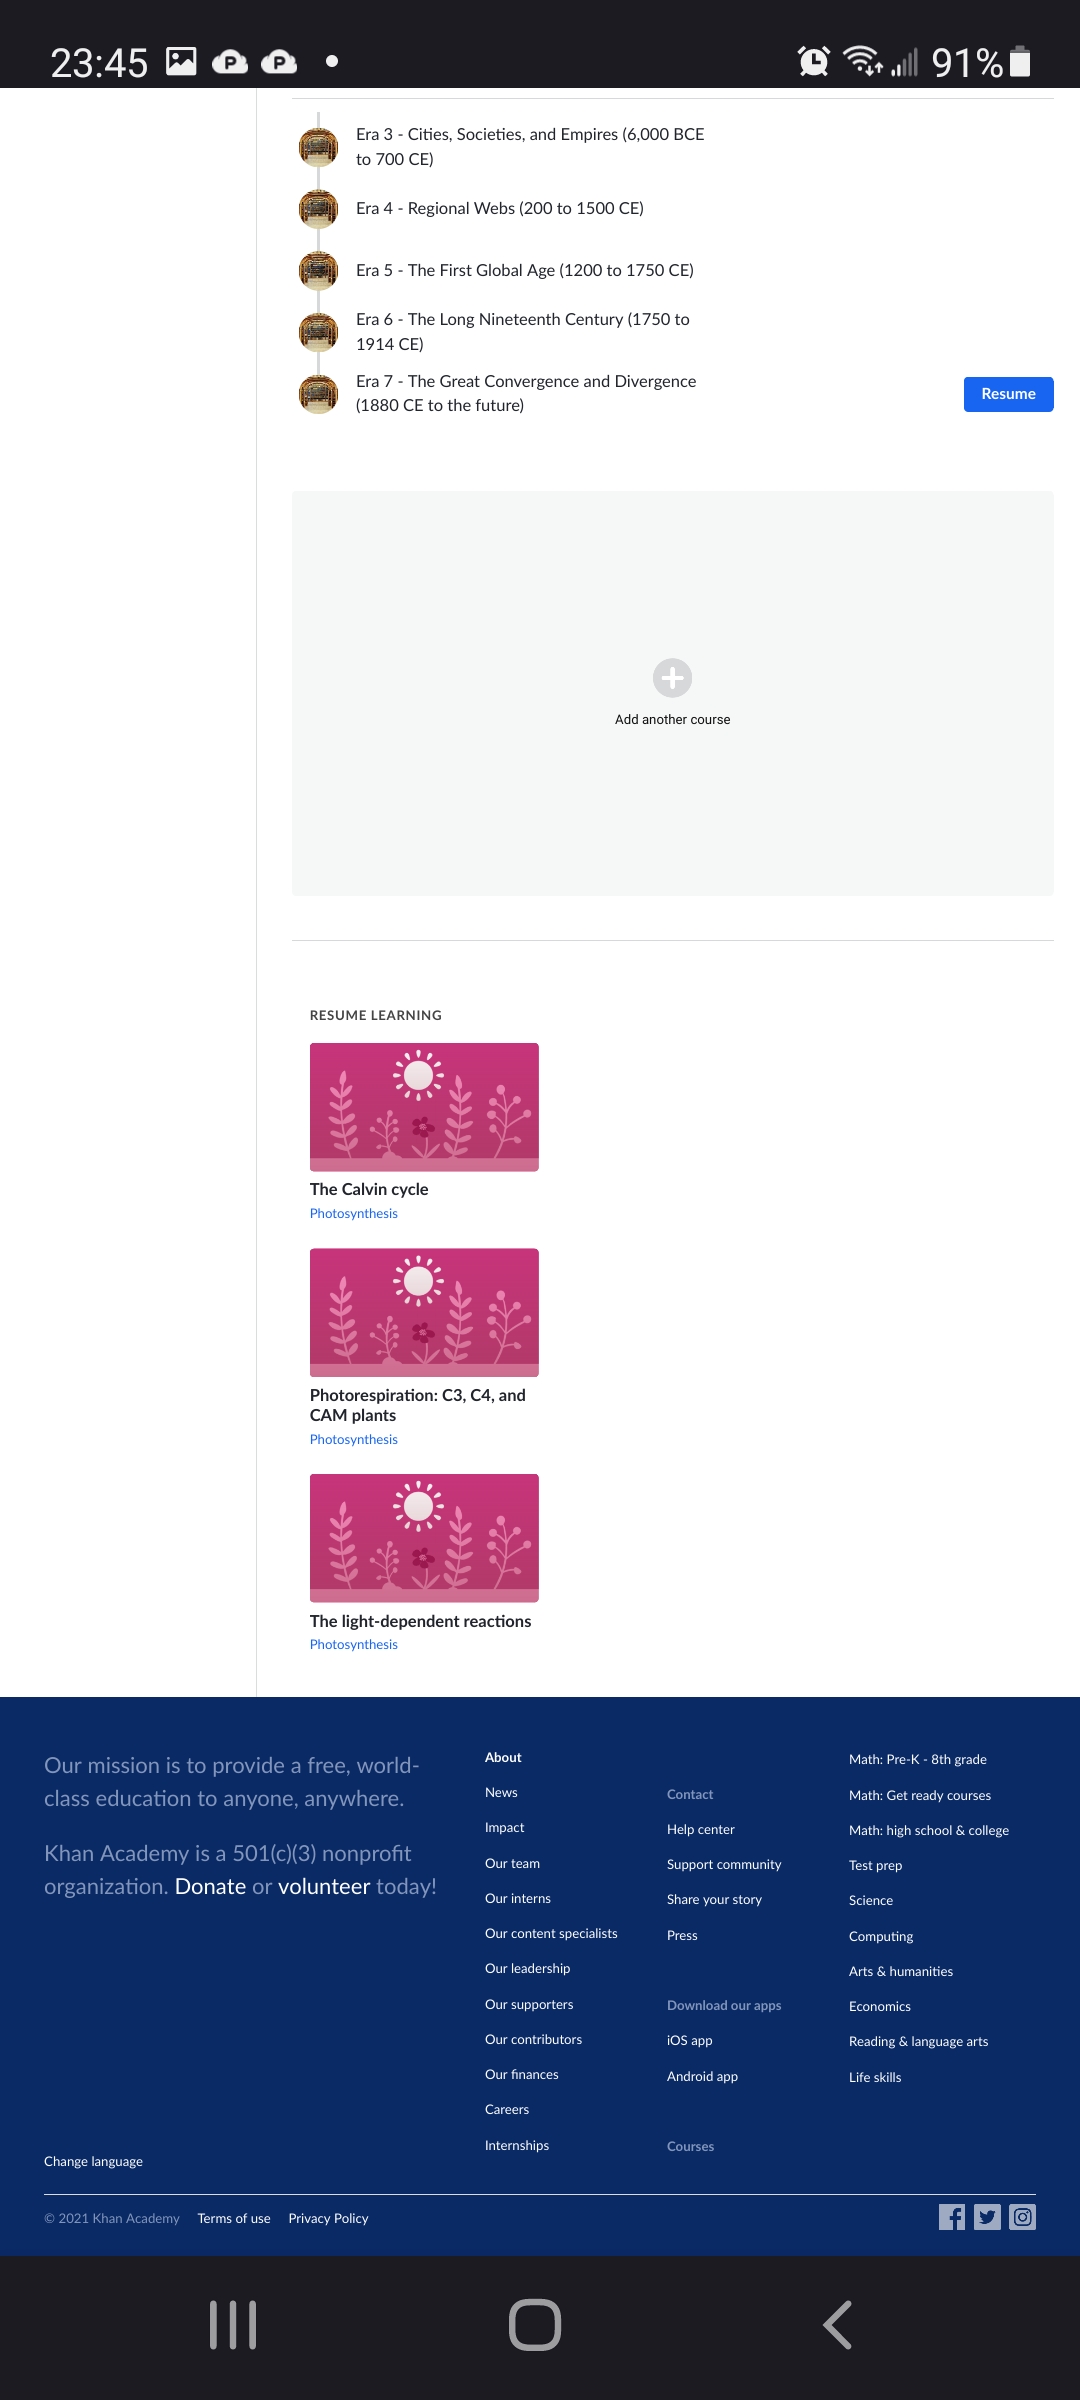 23:45
91%
Era 3 - Cities, Societies, and Empires (6,000 BCE
to 700 CE)
Era 4 - Regional Webs (200 to 1500 CE)
Era 5 - The First Global Age (1200 to 1750 CE)
Era 6 - The Long Nineteenth Century (1750 to
1914 CE)
Era 7 - The Great Convergence and Divergence
(1880 CE to the future)
Resume
Add another course
RESUME LEARNING
The Calvin cycle
Photosynthesis
Photorespiration: C3, C4, and
CAM plants
Photosynthesis
The light-dependent reactions
Photosynthesis
Our mission is to provide a free, world-
class education to anyone, anywhere.
Khan Academy is a 501(c)(3) nonprofit
organization. Donate or volunteer today!
About
News
Impact
Our team
Our interns
Our content specialists
Our leadership
Our supporters
Our contributors
Our finances
Careers
Internships
Contact
Help center
Support community
Share your story
Press
Download our apps
iOS app
Android app
Courses
Math: Pre-K - 8th grade
Math: Get ready courses
Math: high school & college
Test prep
Science
Computing
Arts & humanities
Economics
Reading & language arts
Life skills
Change language
© 2021 Khan Academy Terms of use Privacy Policy